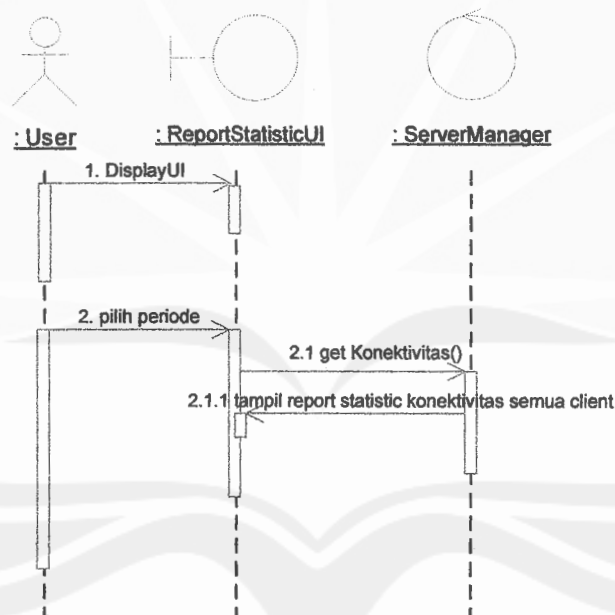 : User
: ReportStatisticUI
: ServerManager
1. DisplayUI
2. pilih periode
2.1 get Konektivitas()
2.1.1 tampil report statistic konektivitas semua client